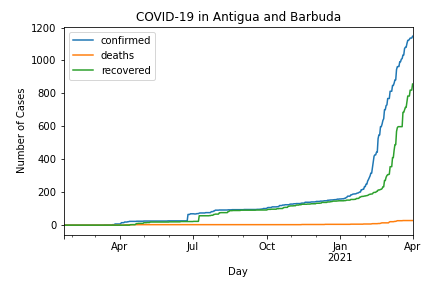 COVID-19 in Antigua and Barbuda
confirmed
deaths
recovered
Number of Cases
1200
1000
800
600
400
200
0
Apr
Jul
Oct
Jan
2021
Apr
Day